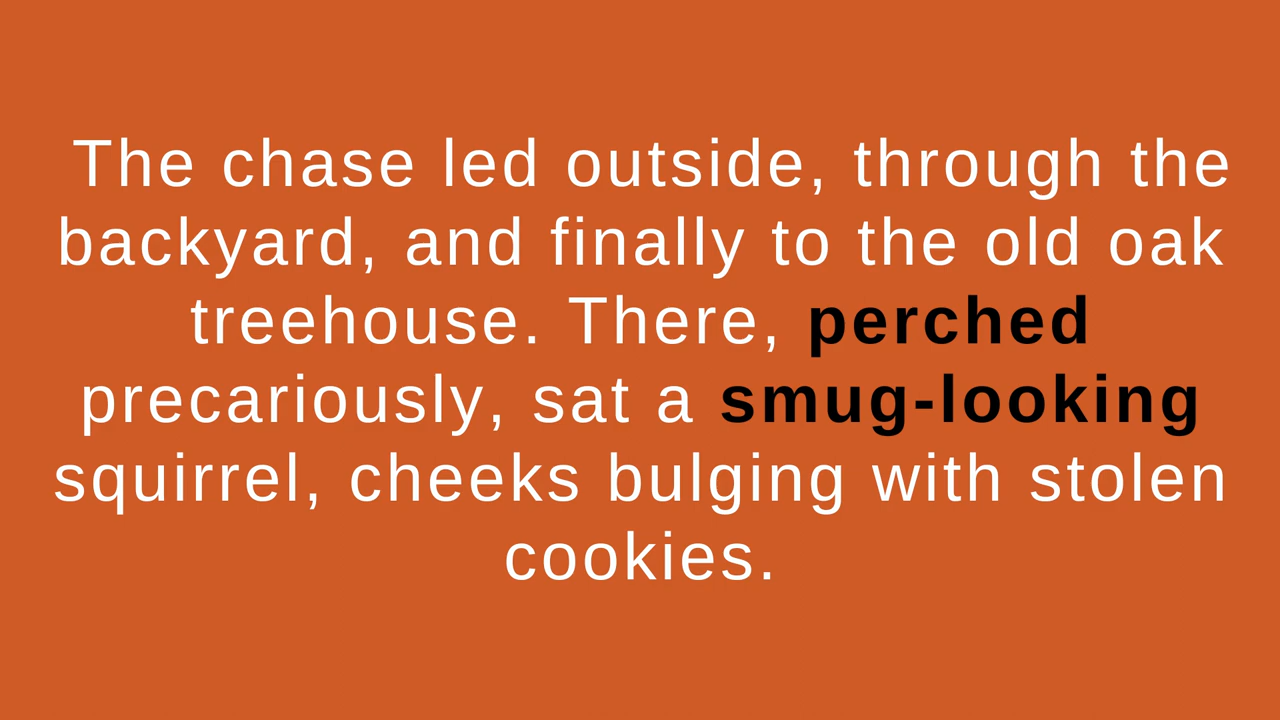 The chase led outside, through the
backyard, and finally to the old oak
treehouse. There, perched
precariously, sat a smug-looking
squirrel, cheeks bulging with stolen
cookies.